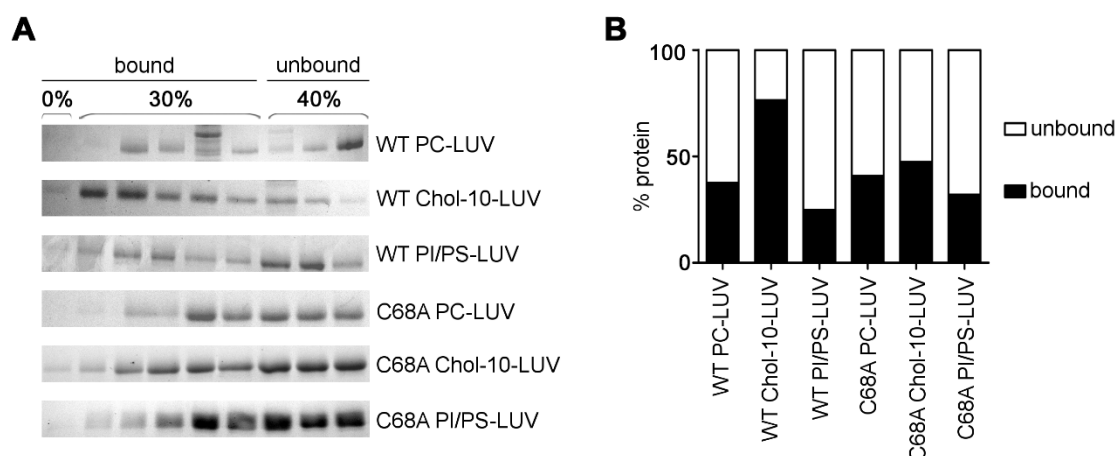 A
bound unbound
0% 30% 40%
WT PC-LUV
WT Chol-10-LUV
WT PI/PS-LUV
C68A PC-LUV
C68A Chol-10-LUV
C68A PI/PS-LUV
B
100
50
0
% protein
unbound
bound
WT PC-LUV
WT Chol-10-LUV
WT PI/PS-LUV
C68A PC-LUV
C68A Chol-10-LUV
C68A PI/PS-LUV